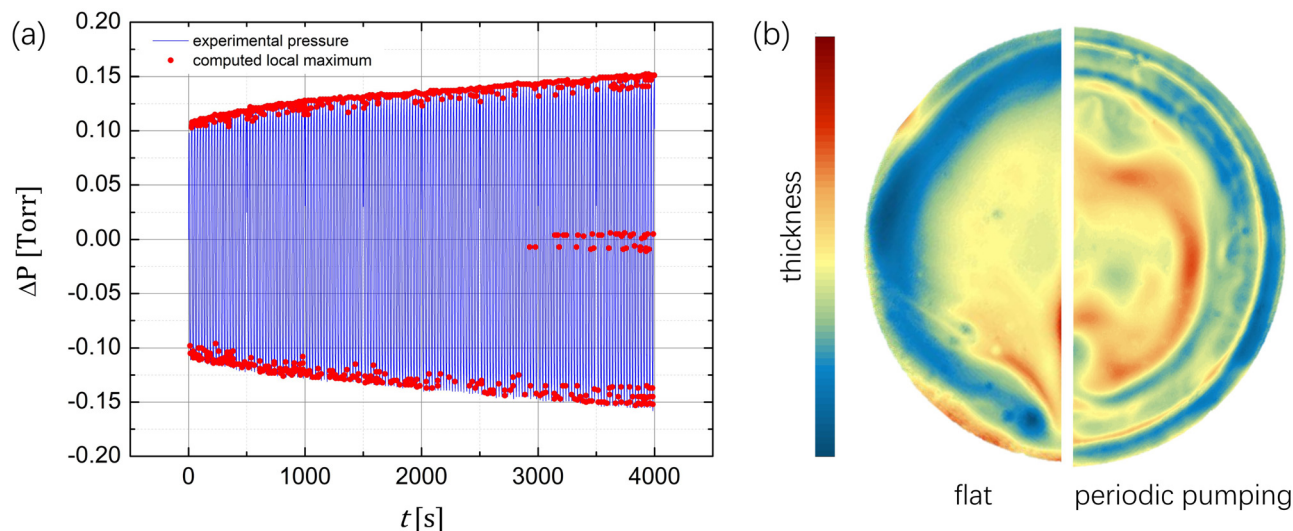 (a)
experimental pressure
computed local maximum
ΔP [Torr]
0.20
0.15
0.10
0.05
0.00
-0.05
-0.10
-0.15
-0.20
0
1000
2000
3000
4000
t [s]
(b)
thickness
flat
periodic pumping